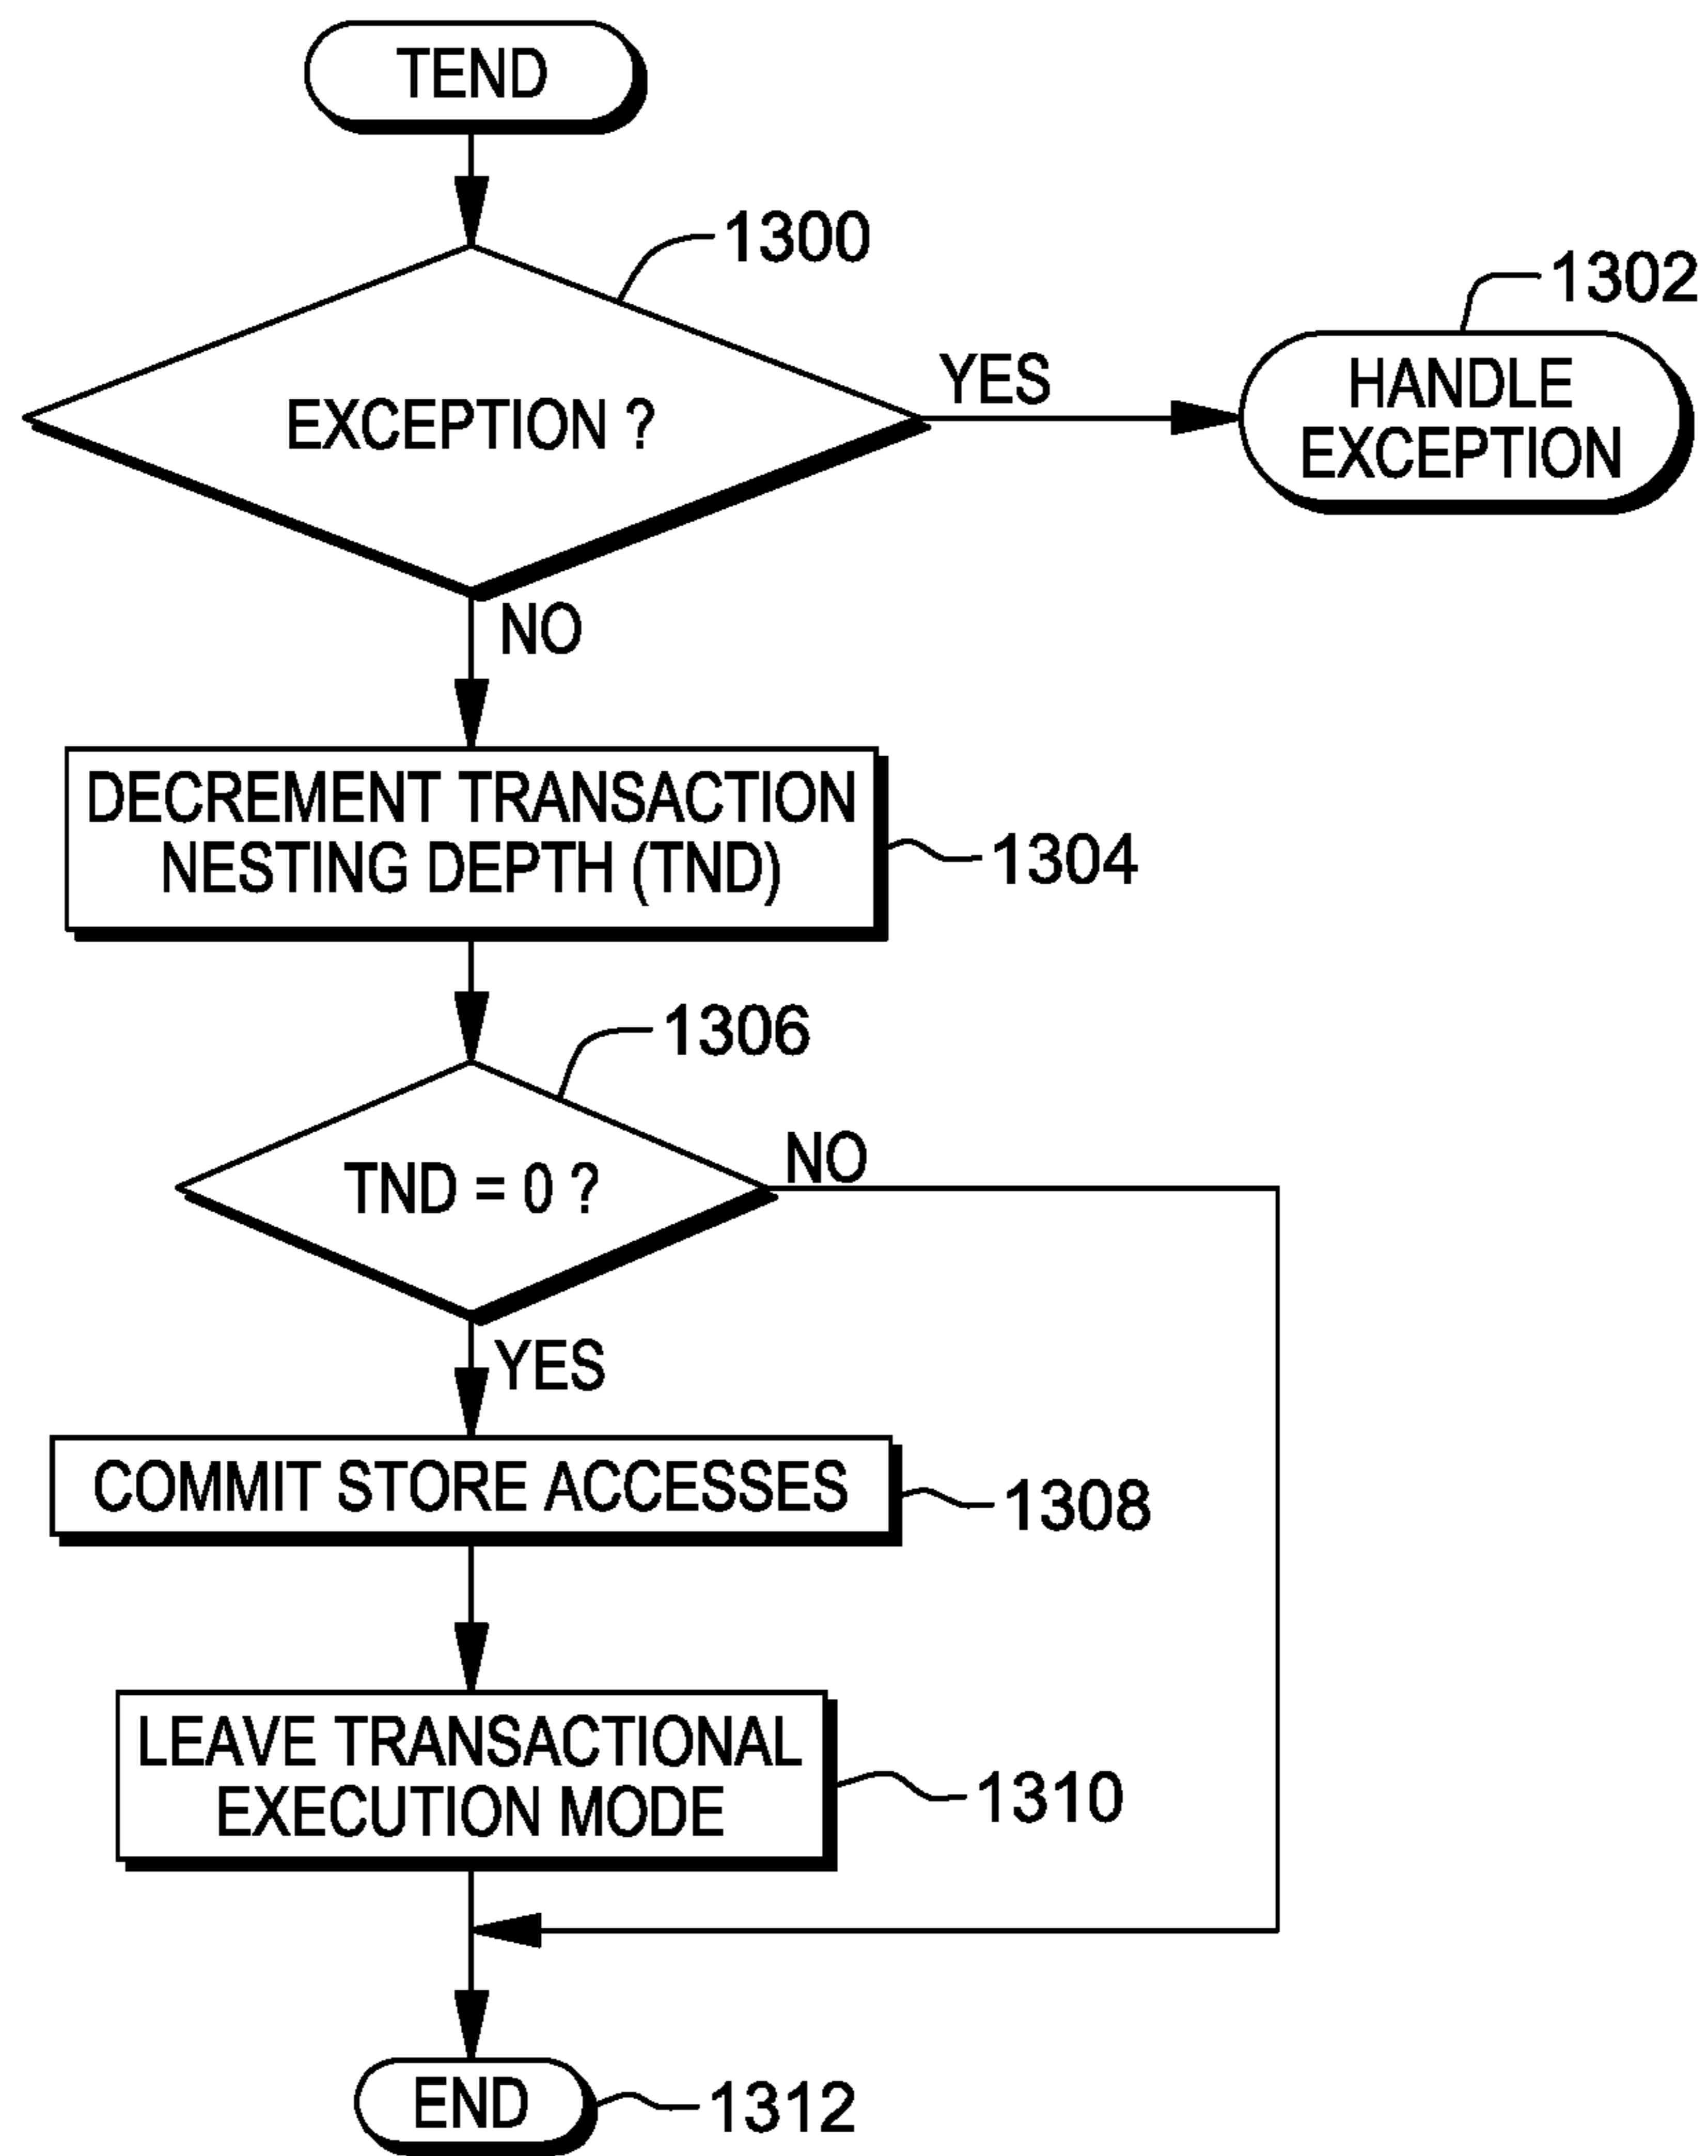 TEND
1300
1302
EXCEPTION ?
YES
HANDLE
EXCEPTION
NO
DECREMENT TRANSACTION
NESTING DEPTH (TND)
1304
1306
TND = 0 ?
NO
YES
COMMIT STORE ACCESSES
1308
LEAVE TRANSACTIONAL
EXECUTION MODE
1310
END
1312